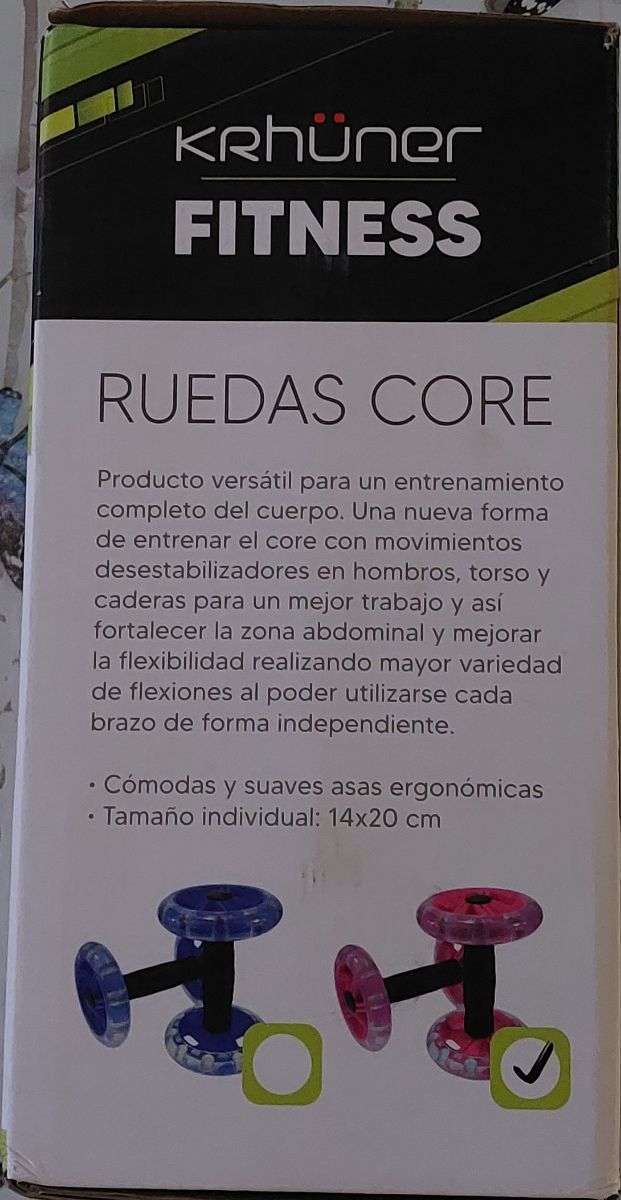 KRhüner
FITNESS
RUEDAS CORE
Producto versátil para un entrenamiento
completo del cuerpo. Una nueva forma
de entrenar el core con movimientos
desestabilizadores en hombros, torso y
caderas para un mejor trabajo y así
fortalecer la zona abdominal y mejorar
la flexibilidad realizando mayor variedad
de flexiones al poder utilizarse cada
brazo de forma independiente.
• Cómodas y suaves asas ergonómicas
• Tamaño individual: 14x20 cm